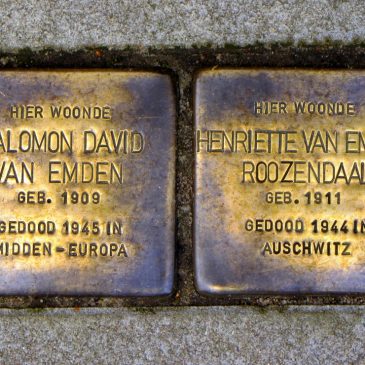 HIER WOONDE
ALOMON DAVID
VAN EMDEN
GEB. 1909
GEDOOD 1945 IN
MIDDEN-EUROPA
HIER WOONDE
HENRIETTE VAN EM
ROOZENDAAL
GEB. 1911
GEDOOD 1944 IN
AUSCHWITZ